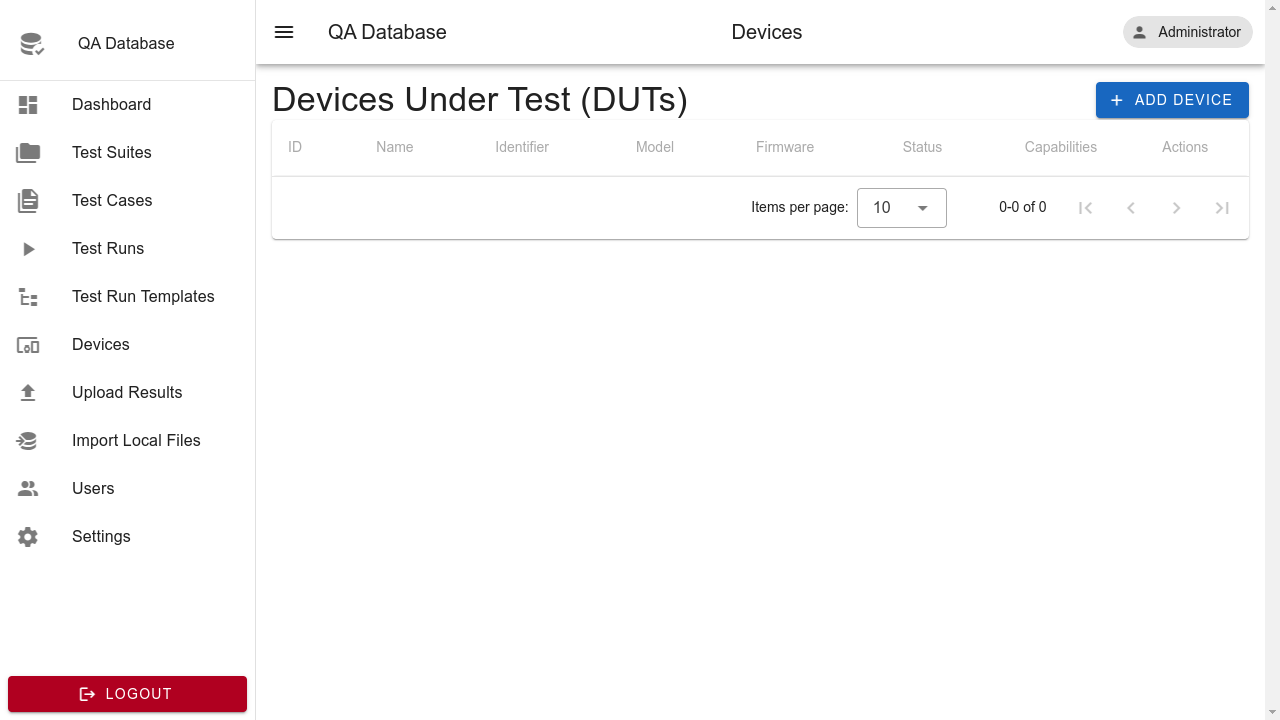 QA Database
Dashboard
Test Suites
Test Cases
Test Runs
Test Run Templates
Devices
Upload Results
Import Local Files
Users
Settings
LOGOUT
QA Database Devices Administrator
Devices Under Test (DUTs) ADD DEVICE
ID Name Identifier Model Firmware Status Capabilities Actions
Items per page: 10 0-0 of 0